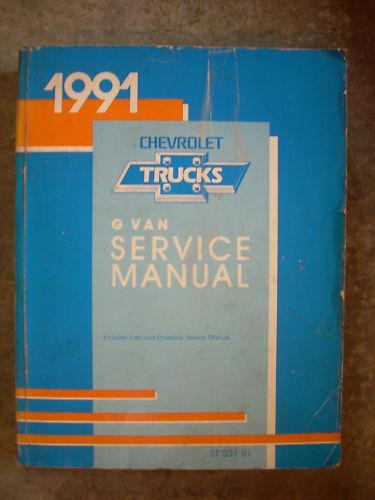 1991
CHEVROLET
TRUCKS
G VAN
SERVICE
MANUAL
Includes Fuel and Emissions Service Manual
ST 331-91